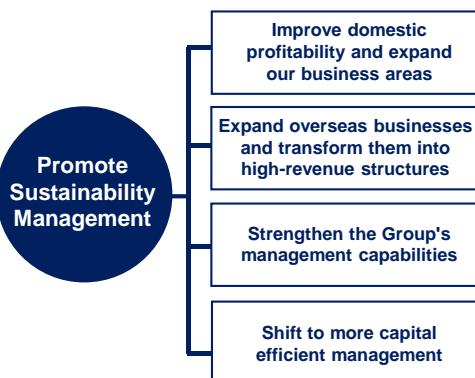 Improve domestic
profitability and expand
our business areas
Expand overseas businesses
and transform them into
high-revenue structures
Promote
Sustainability
Management
Strengthen the Group's
management capabilities
Shift to more capital
efficient management